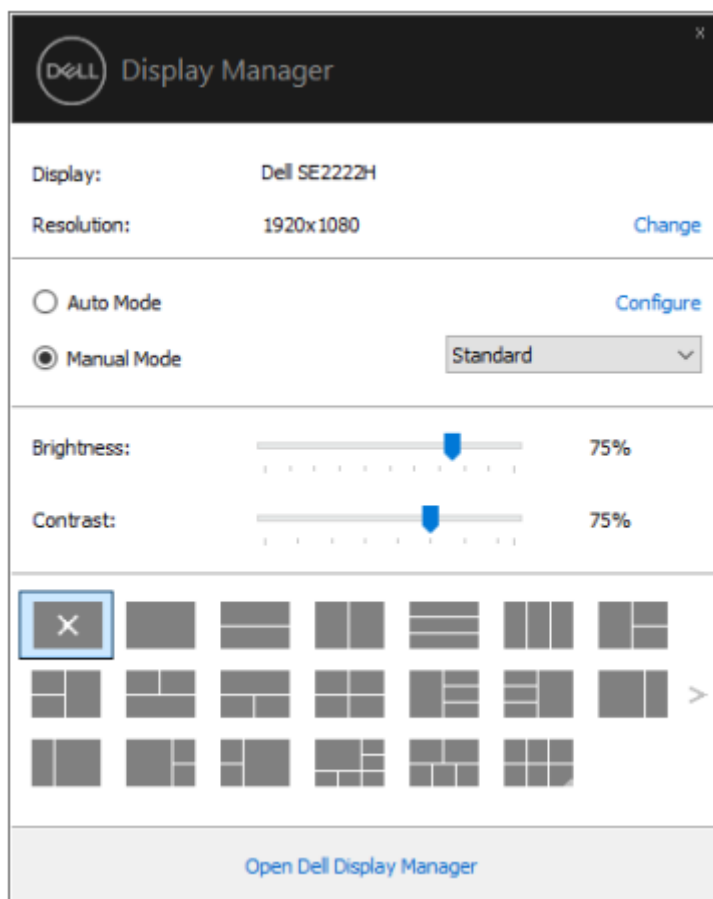 x
DELL Display Manager
Display: Dell SE2222H
Resolution: 1920x1080 Change
Auto Mode Configure
Manual Mode Standard
Brightness: 75%
Contrast: 75%
Open Dell Display Manager